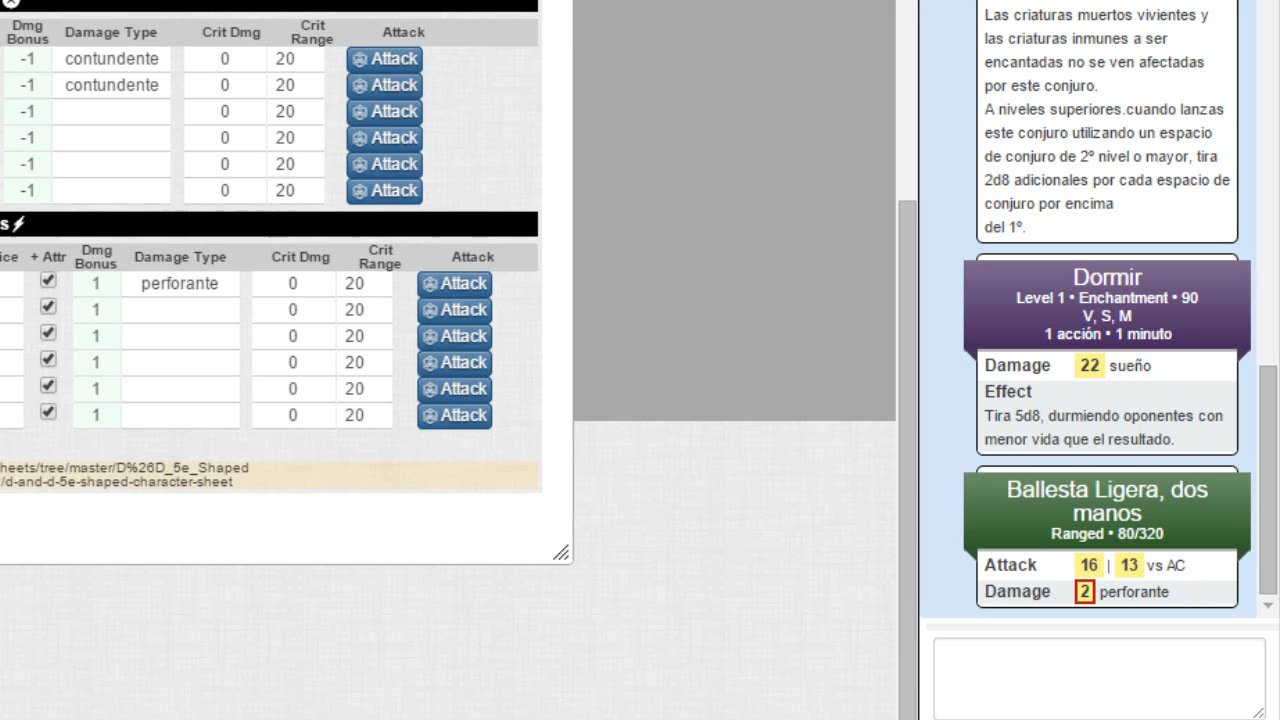 Dmg Bonus Damage Type Crit Dmg Crit Range Attack
-1 contundente 0 20 Attack
-1 contundente 0 20 Attack
-1 0 20 Attack
-1 0 20 Attack
-1 0 20 Attack
-1 0 20 Attack
s
ice + Attr Dmg Bonus Damage Type Crit Dmg Crit Range Attack
1 perforante 0 20 Attack
1 0 20 Attack
1 0 20 Attack
1 0 20 Attack
1 0 20 Attack
1 0 20 Attack
heets/tree/master/D%26D_5e_Shaped
/d-and-d-5e-shaped-character-sheet
Las criaturas muertos vivientes y
las criaturas inmunes a ser
encantadas no se ven afectadas
por este conjuro.
A niveles superiores.cuando lanzas
este conjuro utilizando un espacio
de conjuro de 2º nivel o mayor, tira
2d8 adicionales por cada espacio de
conjuro por encima
del 1º.
Dormir
Level 1 • Enchantment • 90
V, S, M
1 acción • 1 minuto
Damage 22 sueño
Effect
Tira 5d8, durmiendo oponentes con
menor vida que el resultado.
Ballesta Ligera, dos
manos
Ranged • 80/320
Attack 16 | 13 vs AC
Damage 2 perforante